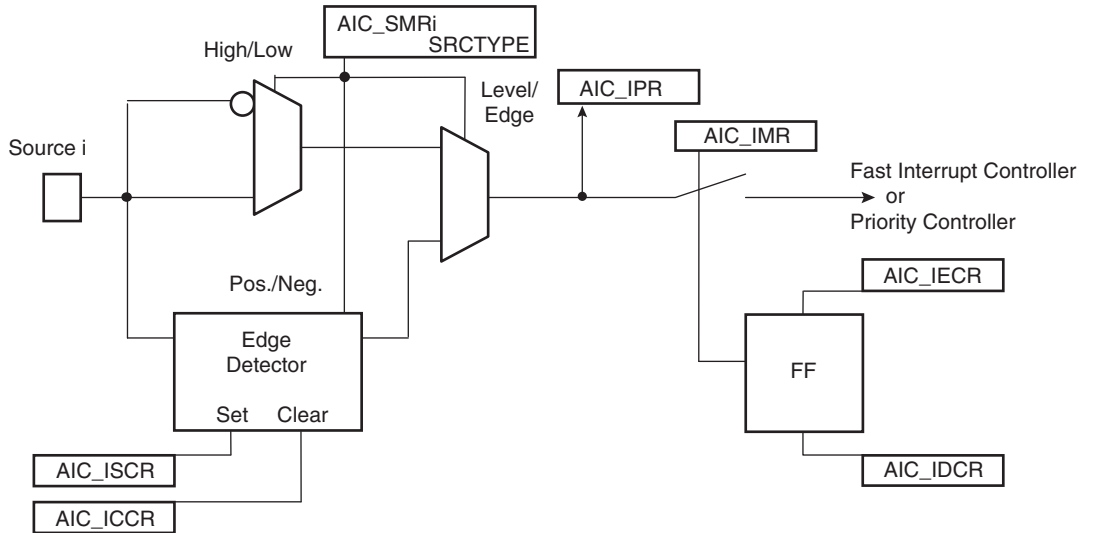 AIC_SMRi
SRCTYPE
High/Low
Level/
Edge
AIC_IPR
AIC_IMR
Source i
Fast Interrupt Controller
or
Priority Controller
Pos./Neg.
AIC_IECR
Edge
Detector
FF
Set Clear
AIC_ISCR
AIC_IDCR
AIC_ICCR